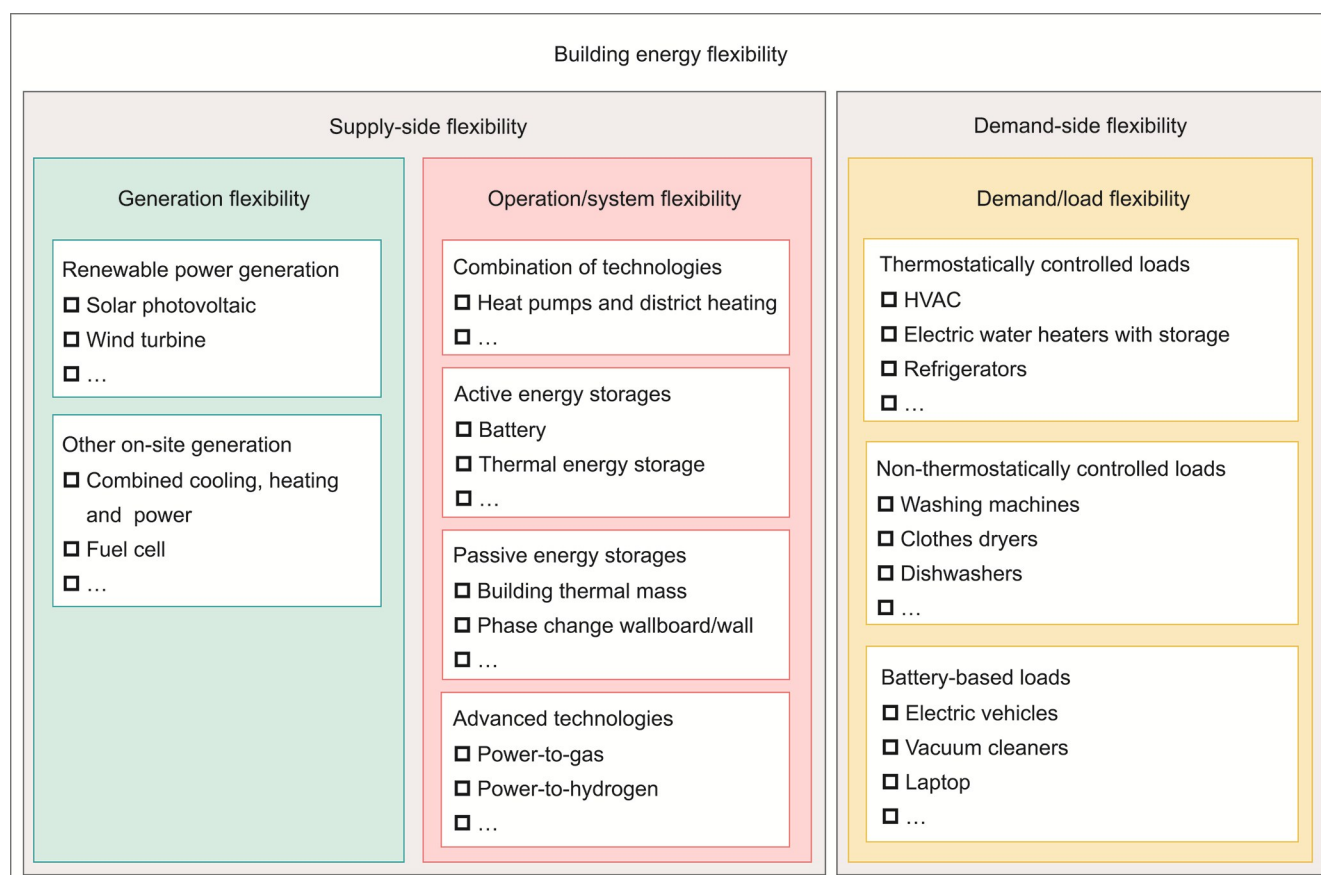 Building energy flexibility
Supply-side flexibility
Generation flexibility
Renewable power generation
Solar photovoltaic
Wind turbine
…
Other on-site generation
Combined cooling, heating
and power
Fuel cell
…
Operation/system flexibility
Combination of technologies
Heat pumps and district heating
…
Active energy storages
Battery
Thermal energy storage
…
Passive energy storages
Building thermal mass
Phase change wallboard/wall
…
Advanced technologies
Power-to-gas
Power-to-hydrogen
…
Demand-side flexibility
Demand/load flexibility
Thermostatically controlled loads
HVAC
Electric water heaters with storage
Refrigerators
…
Non-thermostatically controlled loads
Washing machines
Clothes dryers
Dishwashers
…
Battery-based loads
Electric vehicles
Vacuum cleaners
Laptop
…